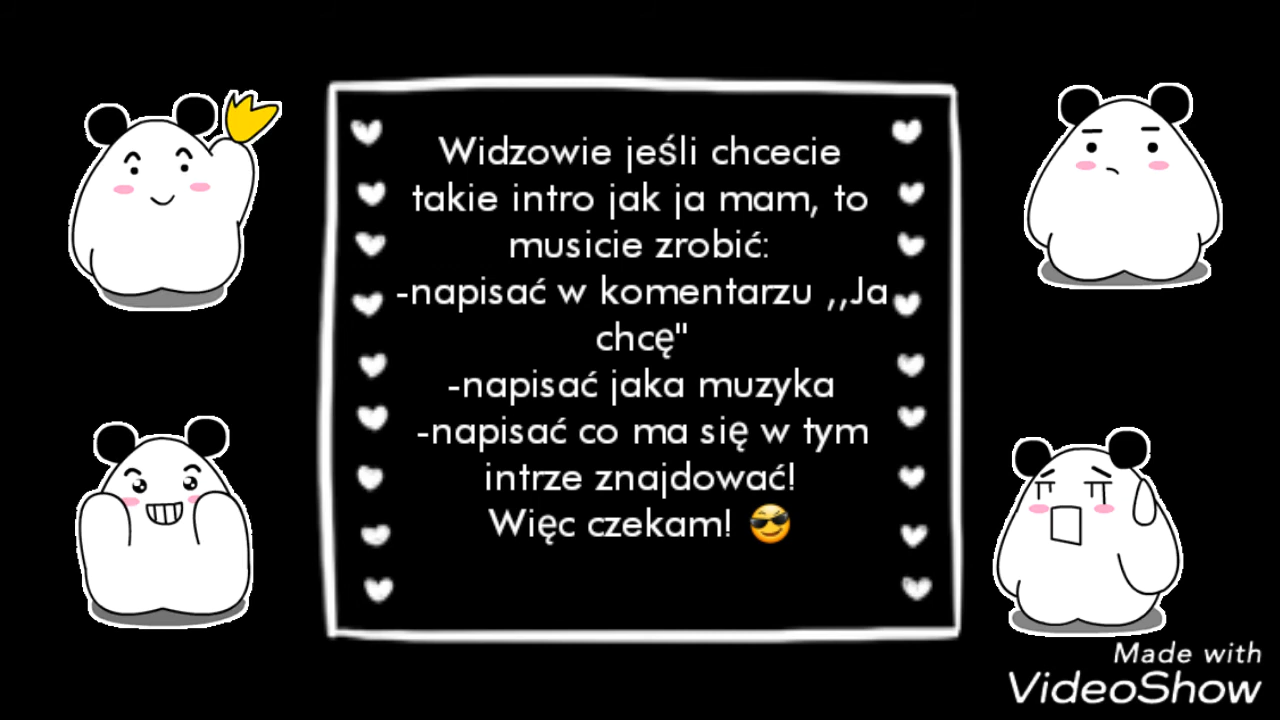 Widzowie jeśli chcecie
takie intro jak ja mam, to
musicie zrobić:
-napisać w komentarzu ,,Ja
chcę"
-napisać jaka muzyka
-napisać co ma się w tym
intrze znajdować!
Więc czekam! 😎
Made with
VideoShow